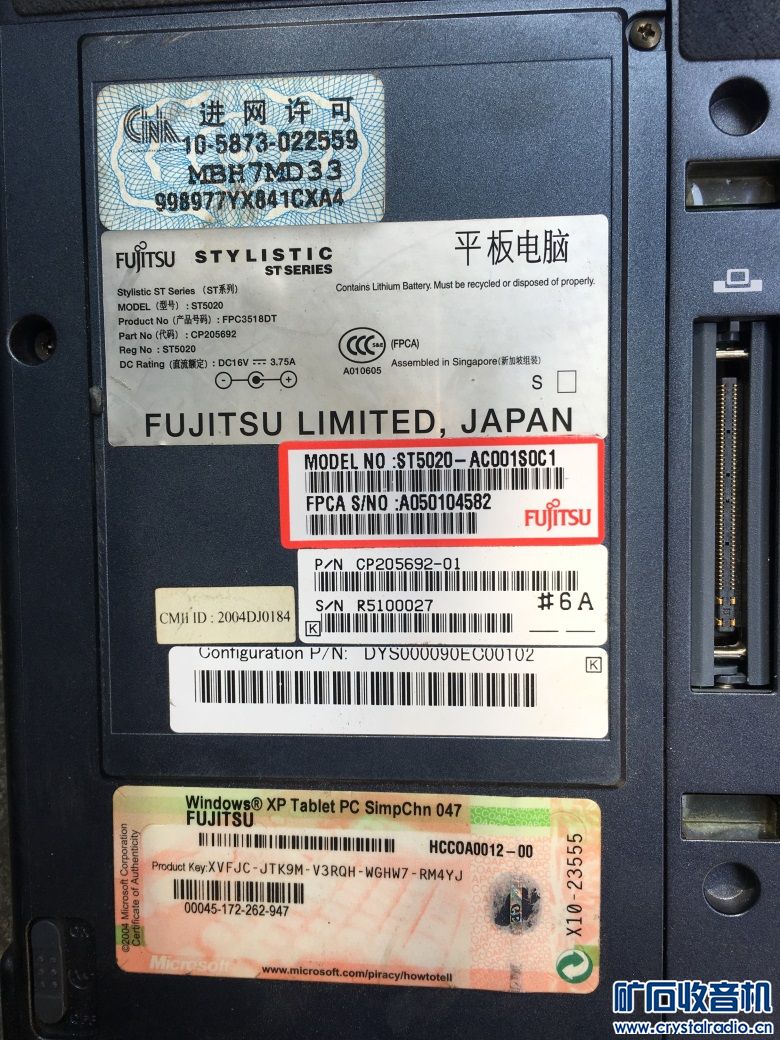 CNA 进网许可
10-5873-022559
MBH7MD33
998977YX841CXA4
FUJITSU STYLISTIC
ST SERIES
平板电脑
Stylistic ST Series (ST系列)
Contains Lithium Battery. Must be recycled or disposed of properly.
MODEL (型号) : ST5020
Product No (产品号码) : FPC3518DT
Part No (代码) : CP205692
Reg No : ST5020
DC Rating (直流额定) : DC16V 3.75A
CCC S&E (FPCA)
A010605
Assembled in Singapore(新加坡组装)
S
FUJITSU LIMITED, JAPAN
MODEL NO :ST5020-AC001S0C1
FPCA S/NO :A050104582
FUJITSU
P/N CP205692-01
S/N R5100027
#6A
K
CMII ID : 2004DJ0184
Configuration P/N: DYS000090EC00102
K
Windows® XP Tablet PC SimpChn 047
FUJITSU
HCCOA0012-00
Product Key:XVFJC-JTK9M-V3RQH-WGHW7-RM4YJ
00045-172-262-947
X10-23555
©2004 Microsoft Corporation
Certificate of Authenticity
Microsoft
www.microsoft.com/piracy/howtotell
矿石收音机
www.crystalradio.cn